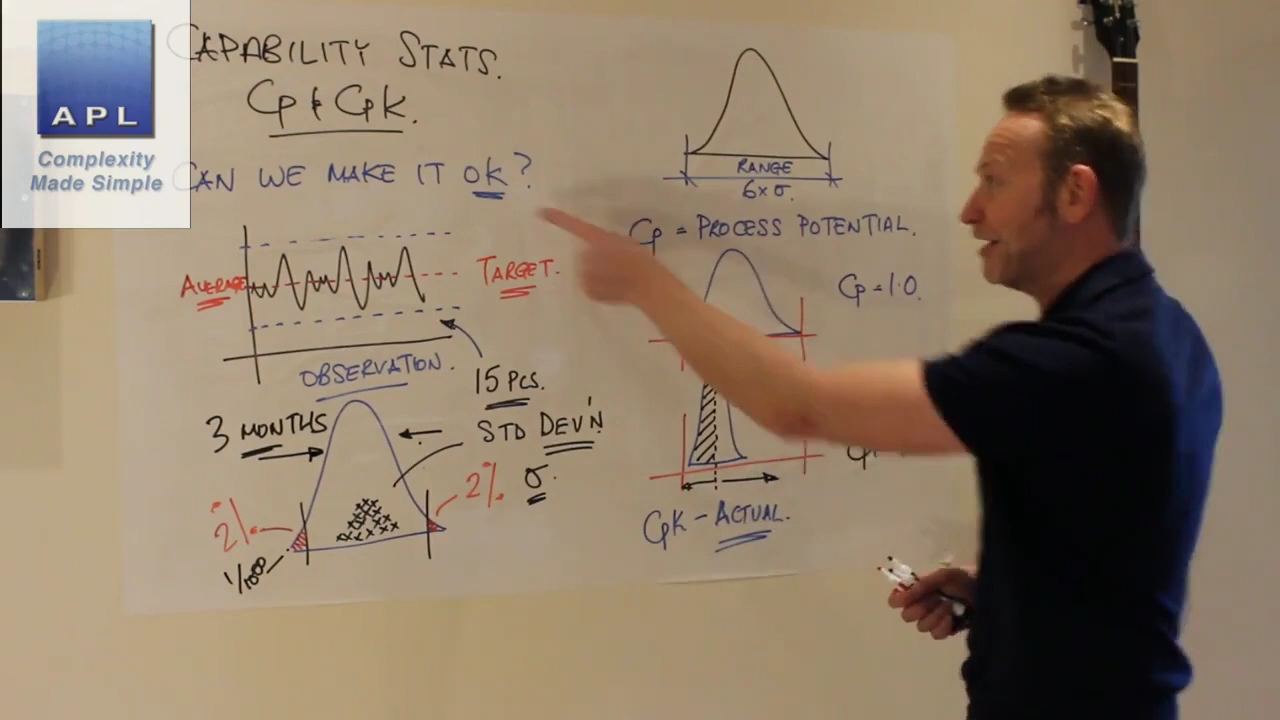 APL
Complexity
Made Simple
CAPABILITY STATS.
Cp & Cpk.
CAN WE MAKE IT OK?
AVERAGE
TARGET.
OBSERVATION.
15 PCS.
3 MONTHS
STD DEV'N
σ.
2%
2%
1/1000
RANGE
6×σ.
Cp = PROCESS POTENTIAL.
Cp = 1.0.
CpK - ACTUAL.